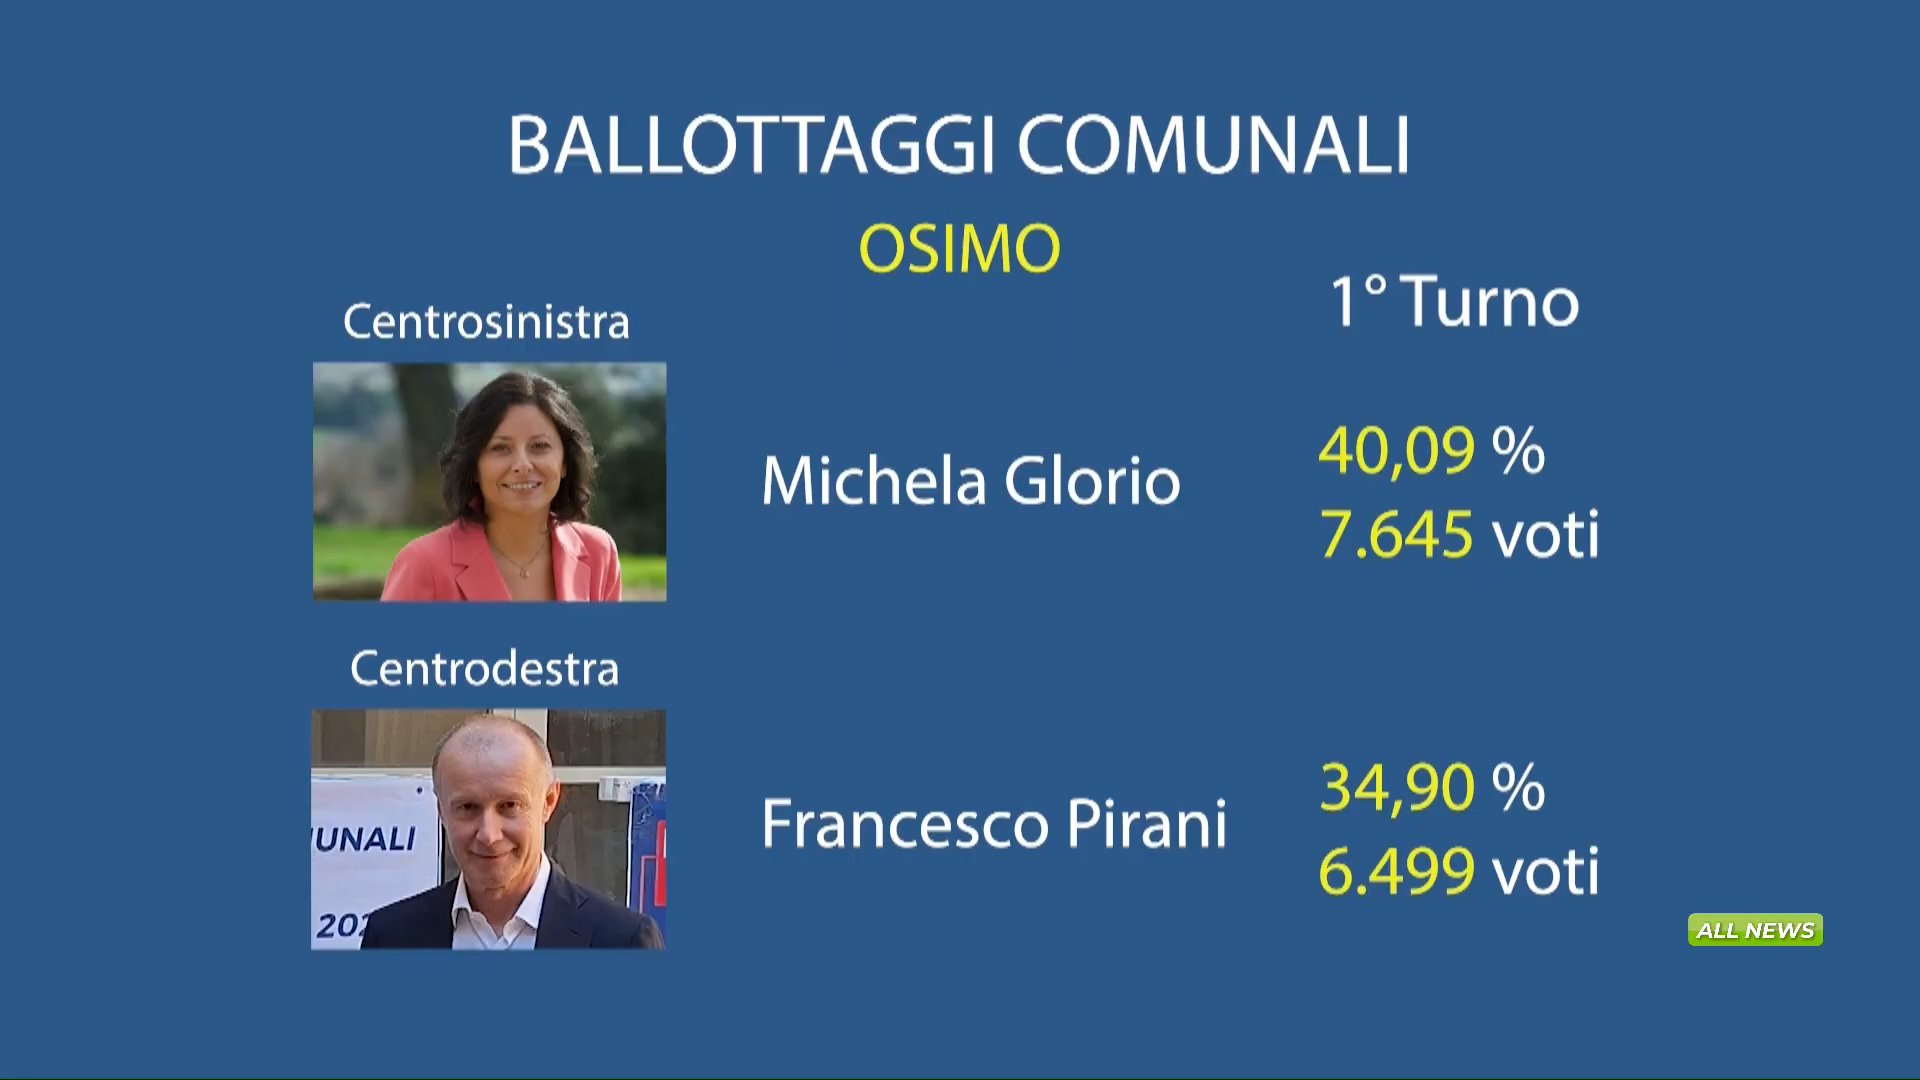 BALLOTTAGGI COMUNALI
OSIMO
1° Turno
Centrosinistra
Michela Glorio
40,09 %
7.645 voti
Centrodestra
UNALI
202
Francesco Pirani
34,90 %
6.499 voti
ALL NEWS